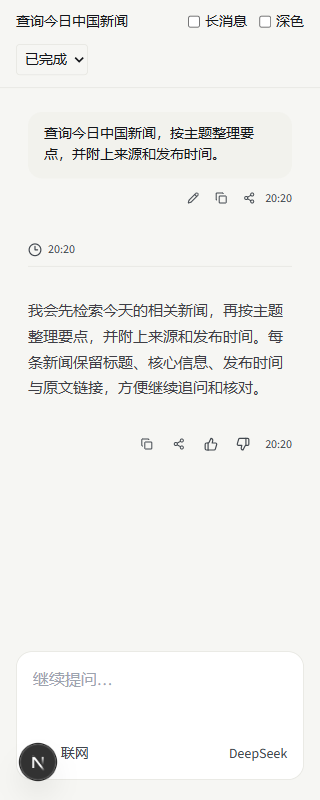 查询今日中国新闻
长消息
深色
已完成
查询今日中国新闻，按主题整理要
点，并附上来源和发布时间。
20:20
20:20
我会先检索今天的相关新闻，再按主题
整理要点，并附上来源和发布时间。每
条新闻保留标题、核心信息、发布时间
与原文链接，方便继续追问和核对。
20:20
继续提问...
N
联网
DeepSeek